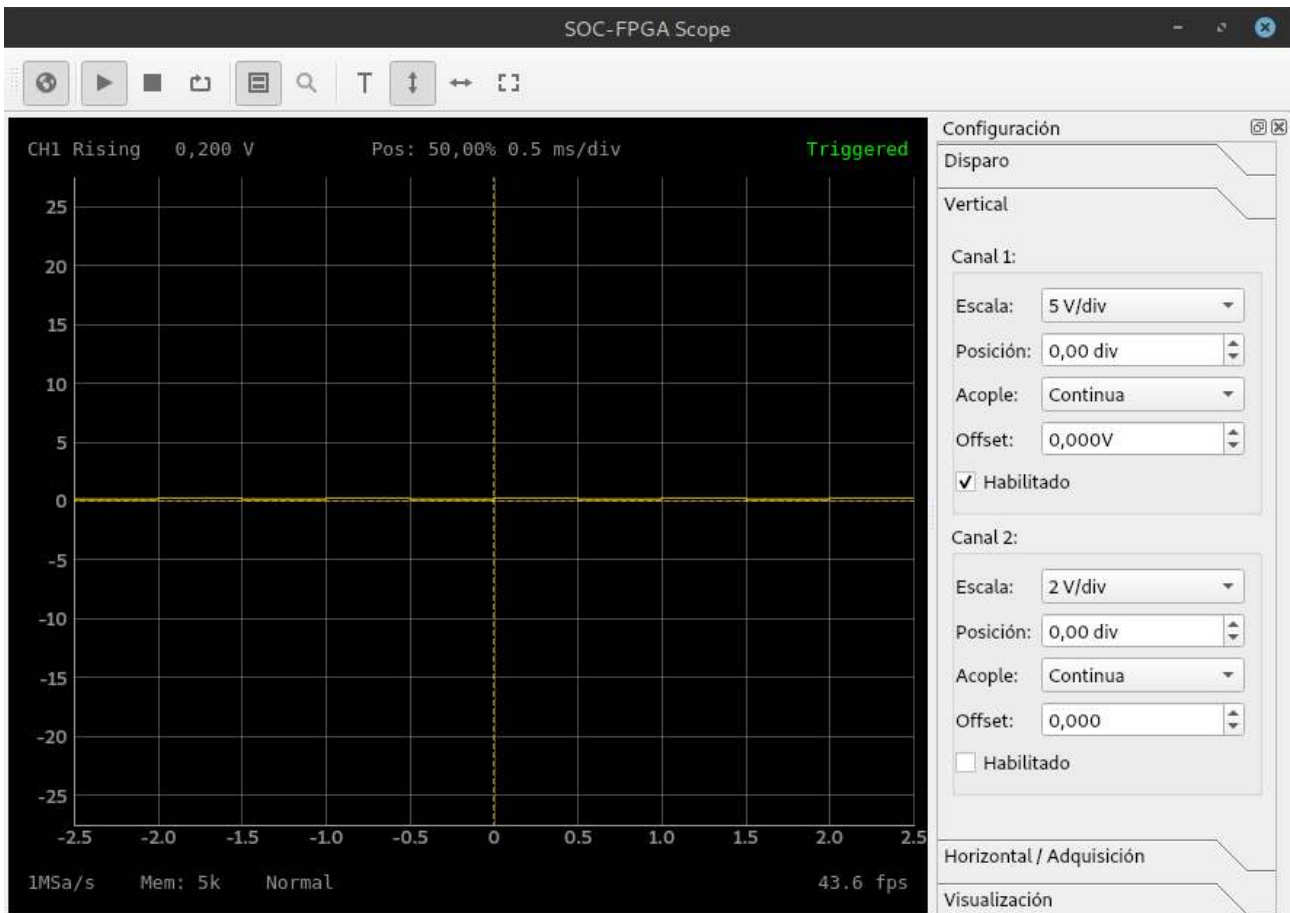 SOC-FPGA Scope
T
CH1 Rising 0,200 V Pos: 50,00% 0.5 ms/div Triggered
25
20
15
10
5
0
-5
-10
-15
-20
-25
-2.5 -2.0 -1.5 -1.0 -0.5 0 0.5 1.0 1.5 2.0 2.5
1MSa/s Mem: 5k Normal 43.6 fps
Configuración
Disparo
Vertical
Canal 1:
Escala: 5 V/div
Posición: 0,00 div
Acople: Continua
Offset: 0,000V
Habilitado
Canal 2:
Escala: 2 V/div
Posición: 0,00 div
Acople: Continua
Offset: 0,000
Habilitado
Horizontal / Adquisición
Visualización